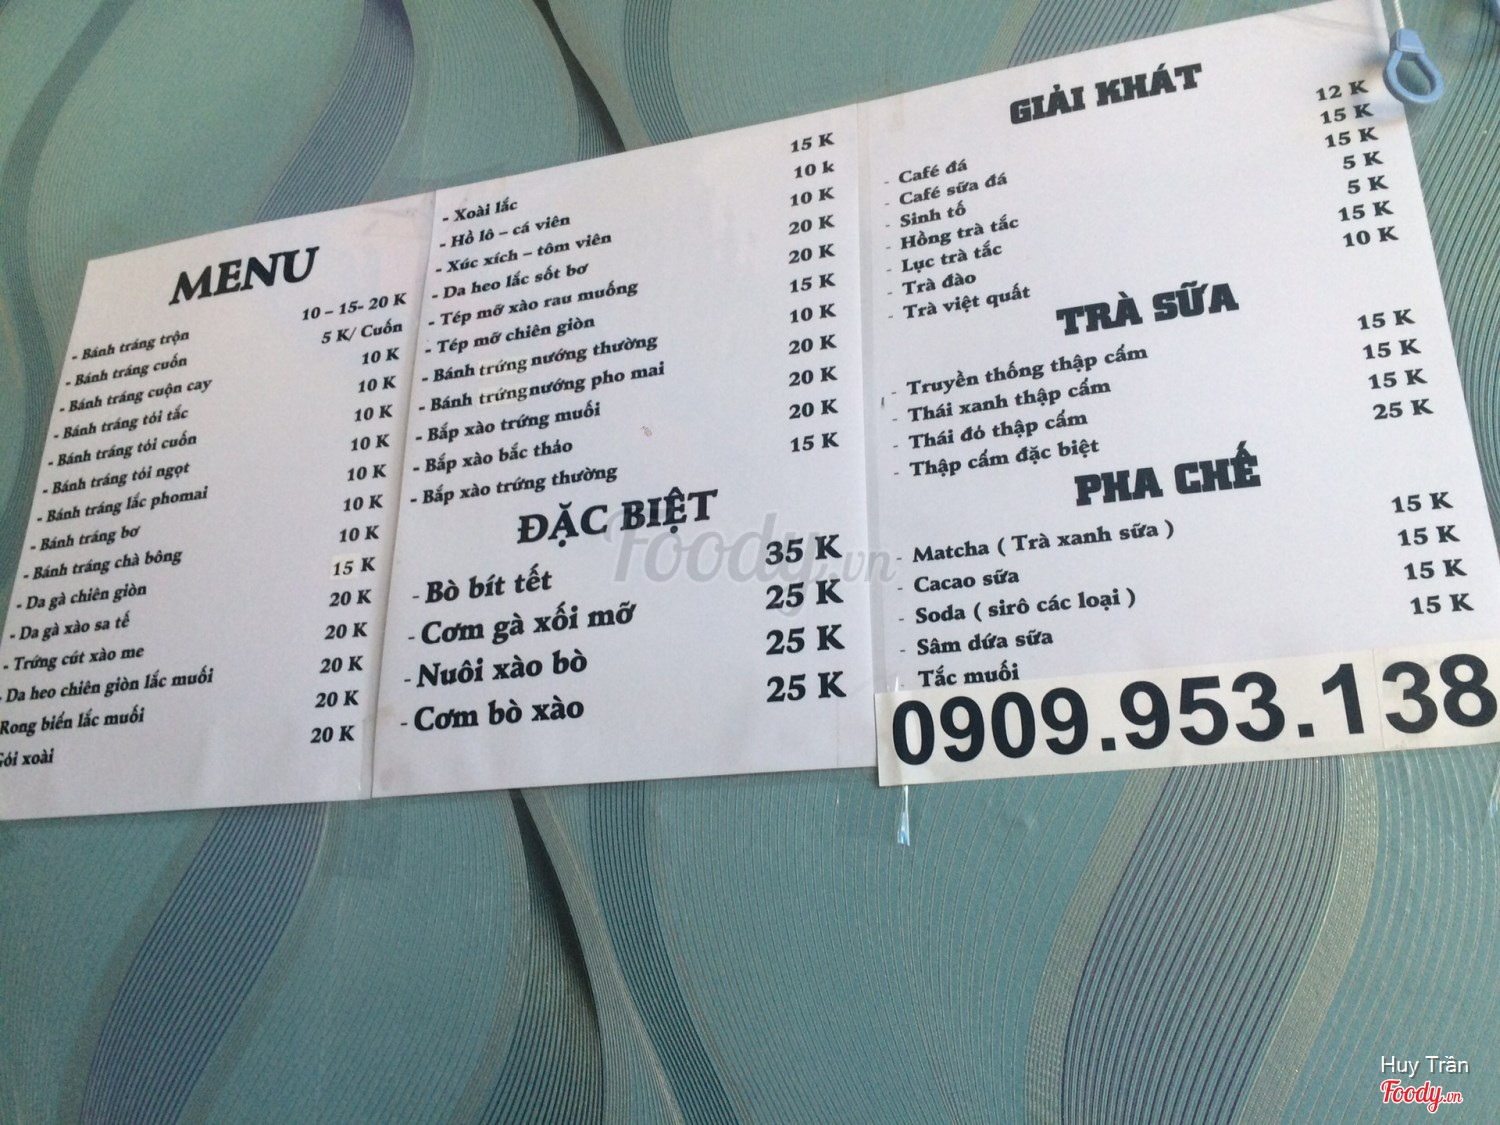 MENU
- Bánh tráng trộn 10 – 15- 20 K
- Bánh tráng cuốn 5 K/ Cuốn
- Bánh tráng cuộn cay 10 K
- Bánh tráng tỏi tắc 10 K
- Bánh tráng tỏi cuốn 10 K
- Bánh tráng tỏi ngọt 10 K
- Bánh tráng lắc phomai 10 K
- Bánh tráng bơ 10 K
- Bánh tráng chà bông 10 K
- Da gà chiên giòn 15 K
- Da gà xào sa tế 20 K
- Trứng cút xào me 20 K
- Da heo chiên giòn lắc muối 20 K
Rong biển lắc muối 20 K
Gỏi xoài 20 K
- Xoài lắc 15 K
- Hồ lô – cá viên 10 k
- Xúc xích – tôm viên 10 K
- Da heo lắc sốt bơ 20 K
- Tép mỡ xào rau muống 20 K
- Tép mỡ chiên giòn 15 K
- Bánh trứng nướng thường 10 K
- Bánh trứng nướng pho mai 20 K
- Bắp xào trứng muối 20 K
- Bắp xào bắc thảo 20 K
- Bắp xào trứng thường 15 K
ĐẶC BIỆT
- Bò bít tết 35 K
- Cơm gà xối mỡ 25 K
- Nuôi xào bò 25 K
- Cơm bò xào 25 K
GIẢI KHÁT
- Café đá 12 K
- Café sữa đá 15 K
- Sinh tố 15 K
- Hồng trà tắc 5 K
- Lục trà tắc 5 K
- Trà đào 15 K
- Trà việt quất 10 K
TRÀ SỮA
- Truyền thống thập cẩm 15 K
- Thái xanh thập cẩm 15 K
- Thái đỏ thập cẩm 15 K
- Thập cẩm đặc biệt 25 K
PHA CHẾ
- Matcha ( Trà xanh sữa ) 15 K
- Cacao sữa 15 K
- Soda ( sirô các loại ) 15 K
- Sâm dứa sữa 15 K
- Tắc muối
0909.953.138
Foody.vn
Huy Trần
Foody.vn